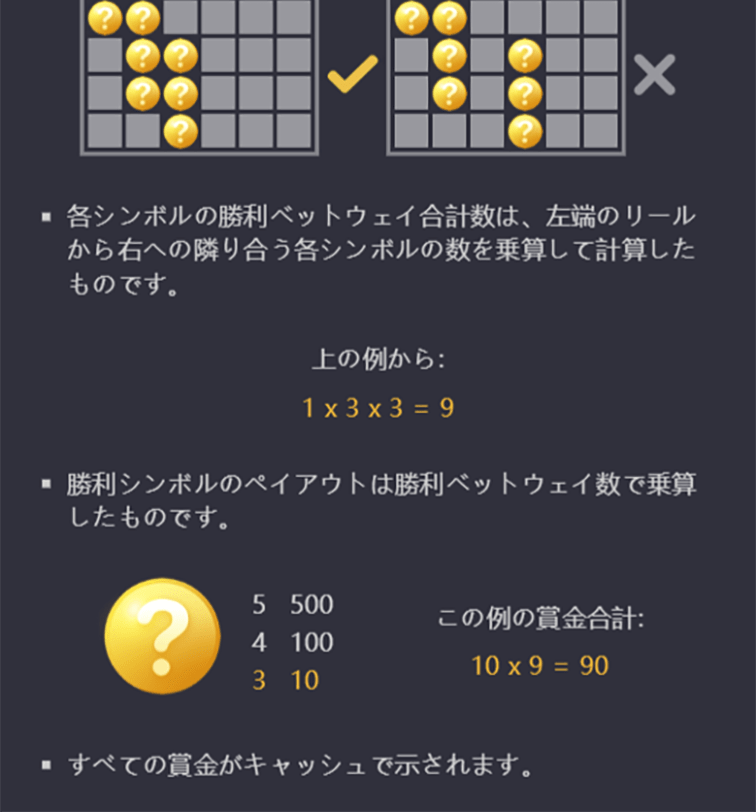 ? ?
? ?
? ?
?
? ?
? ?
? ?
?
▪ 各シンボルの勝利ベットウェイ合計数は、左端のリール
から右への隣り合う各シンボルの数を乗算して計算した
ものです。
上の例から:
1 x 3 x 3 = 9
▪ 勝利シンボルのペイアウトは勝利ベットウェイ数で乗算
したものです。
?
5 500
4 100
3 10
この例の賞金合計:
10 x 9 = 90
▪ すべての賞金がキャッシュで示されます。